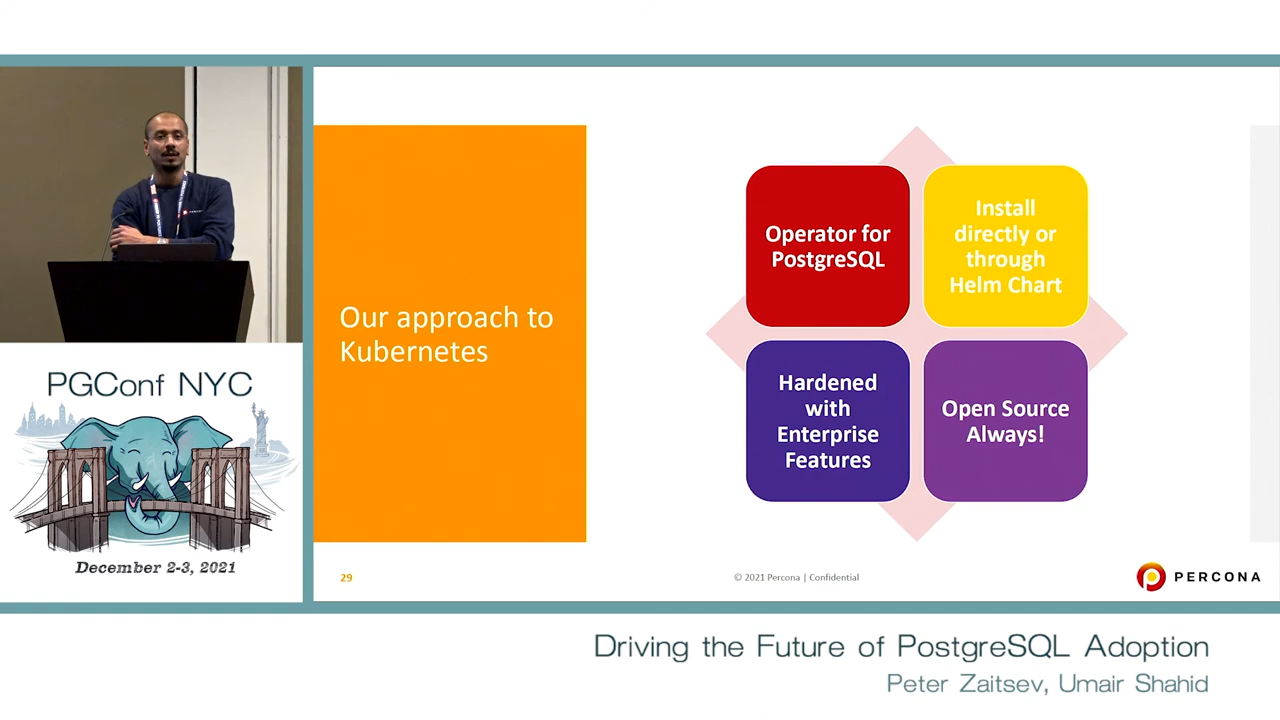 PERCONA
PGConf NYC
December 2-3, 2021
Our approach to
Kubernetes
Operator for
PostgreSQL
Install
directly or
through
Helm Chart
Hardened
with
Enterprise
Features
Open Source
Always!
29
© 2021 Percona | Confidential
PERCONA
Driving the Future of PostgreSQL Adoption
Peter Zaitsev, Umair Shahid